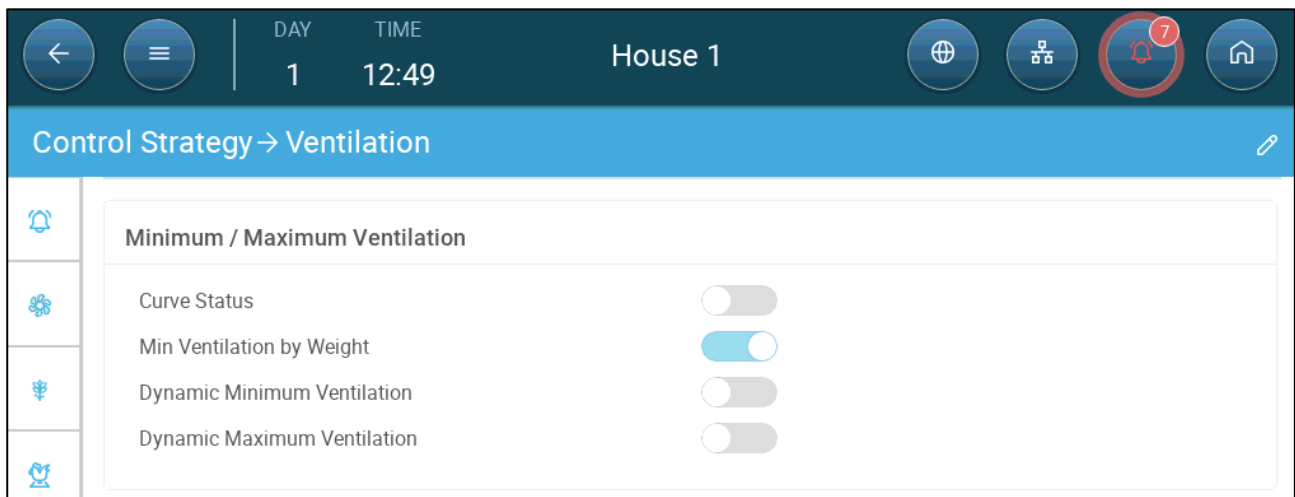 DAY TIME
1 12:49
House 1
7
Control Strategy → Ventilation
Minimum / Maximum Ventilation
Curve Status
Min Ventilation by Weight
Dynamic Minimum Ventilation
Dynamic Maximum Ventilation